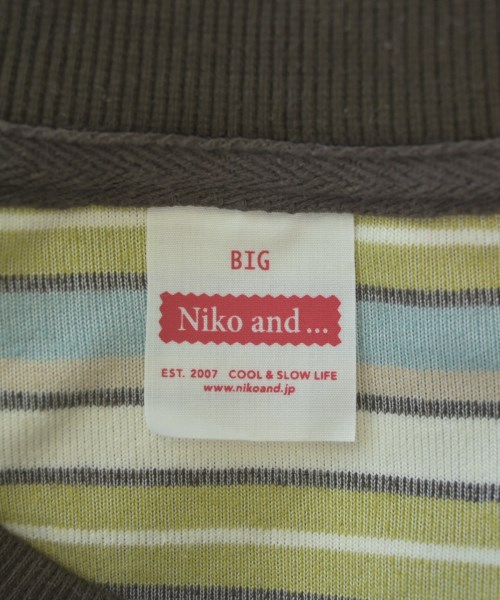 BIG
Niko and...
EST. 2007 COOL & SLOW LIFE
www.nikoand.jp